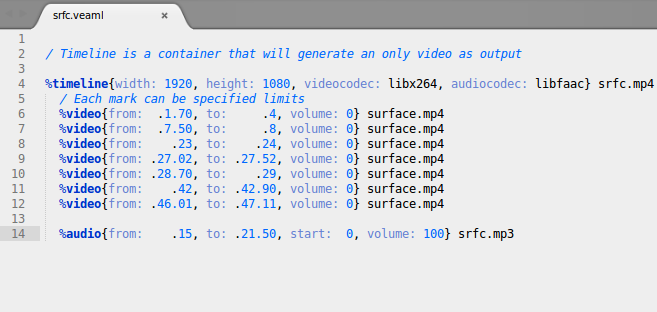 srfc.veaml ×
1
2 / Timeline is a container that will generate an only video as output
3
4 %timeline{width: 1920, height: 1080, videocodec: libx264, audiocodec: libfaac} srfc.mp4
5 / Each mark can be specified limits
6 %video{from: .1.70, to: .4, volume: 0} surface.mp4
7 %video{from: .7.50, to: .8, volume: 0} surface.mp4
8 %video{from: .23, to: .24, volume: 0} surface.mp4
9 %video{from: .27.02, to: .27.52, volume: 0} surface.mp4
10 %video{from: .28.70, to: .29, volume: 0} surface.mp4
11 %video{from: .42, to: .42.90, volume: 0} surface.mp4
12 %video{from: .46.01, to: .47.11, volume: 0} surface.mp4
13
14 %audio{from: .15, to: .21.50, start: 0, volume: 100} srfc.mp3